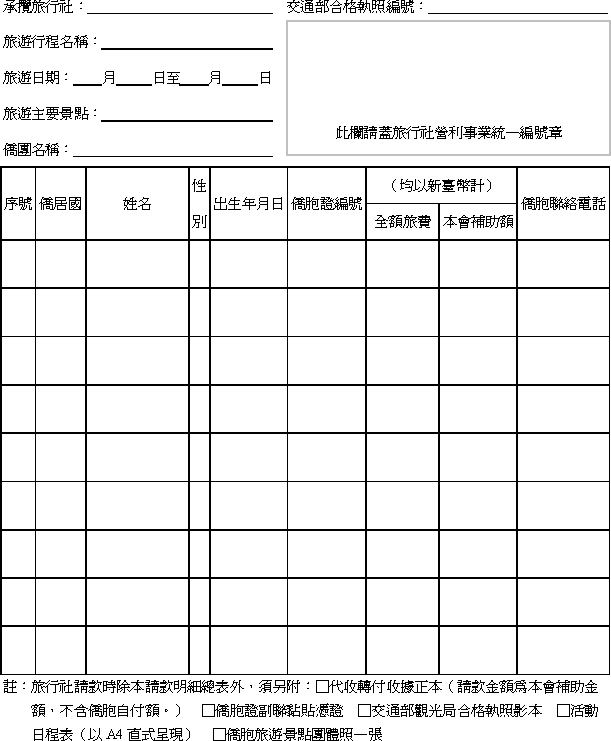 承攬旅行社：　交通部合格執照編號：
旅遊行程名稱：
旅遊日期：　月　日至　月　日
旅遊主要景點：
此欄請蓋旅行社營利事業統一編號章
僑團名稱：
序號 僑居國 姓名 性別 出生年月日 僑胞證編號 （均以新臺幣計） 僑胞聯絡電話
全額旅費 本會補助額
註：旅行社請款時除本請款明細總表外，須另附：□代收轉付收據正本（請款金額為本會補助金
額，不含僑胞自付額。）　□僑胞證副聯黏貼憑證　□交通部觀光局合格執照影本　□活動
日程表（以 A4 直式呈現）　□僑胞旅遊景點團體照一張